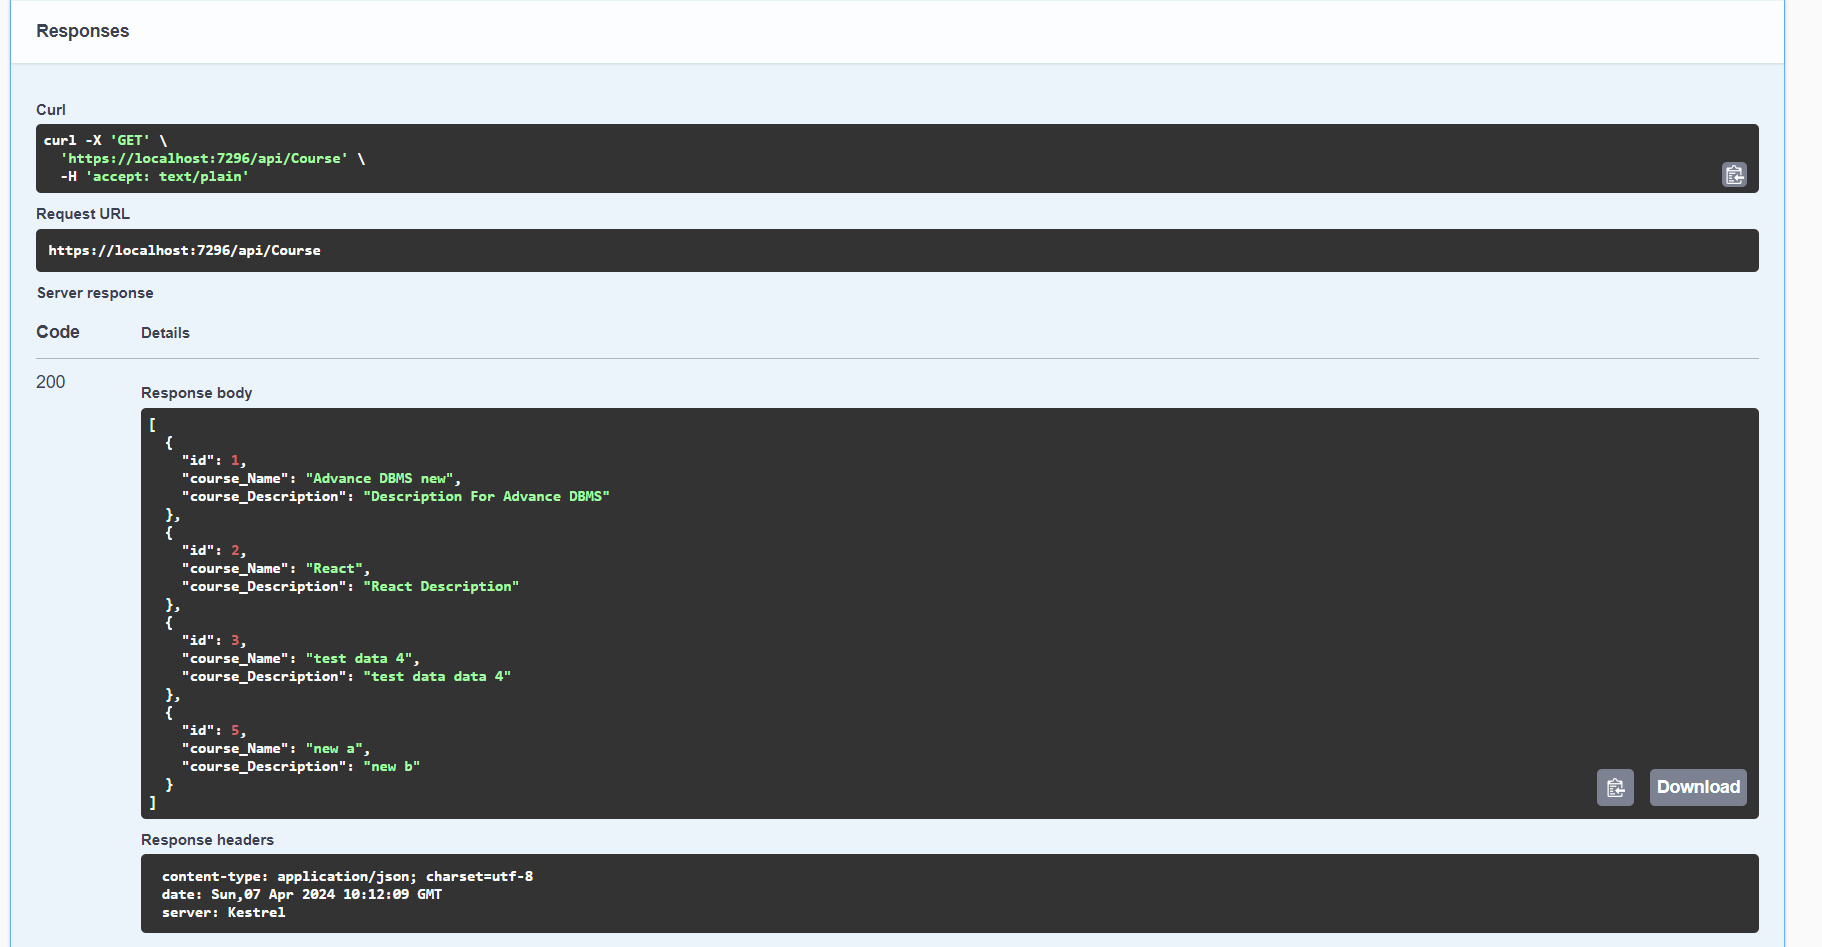 Responses
Curl
curl -X 'GET' \
  'https://localhost:7296/api/Course' \
  -H 'accept: text/plain'
Request URL
https://localhost:7296/api/Course
Server response
Code Details
200
Response body
[
  {
    "id": 1,
    "course_Name": "Advance DBMS new",
    "course_Description": "Description For Advance DBMS"
  },
  {
    "id": 2,
    "course_Name": "React",
    "course_Description": "React Description"
  },
  {
    "id": 3,
    "course_Name": "test data 4",
    "course_Description": "test data data 4"
  },
  {
    "id": 5,
    "course_Name": "new a",
    "course_Description": "new b"
  }
]
Download
Response headers
content-type: application/json; charset=utf-8
date: Sun,07 Apr 2024 10:12:09 GMT
server: Kestrel